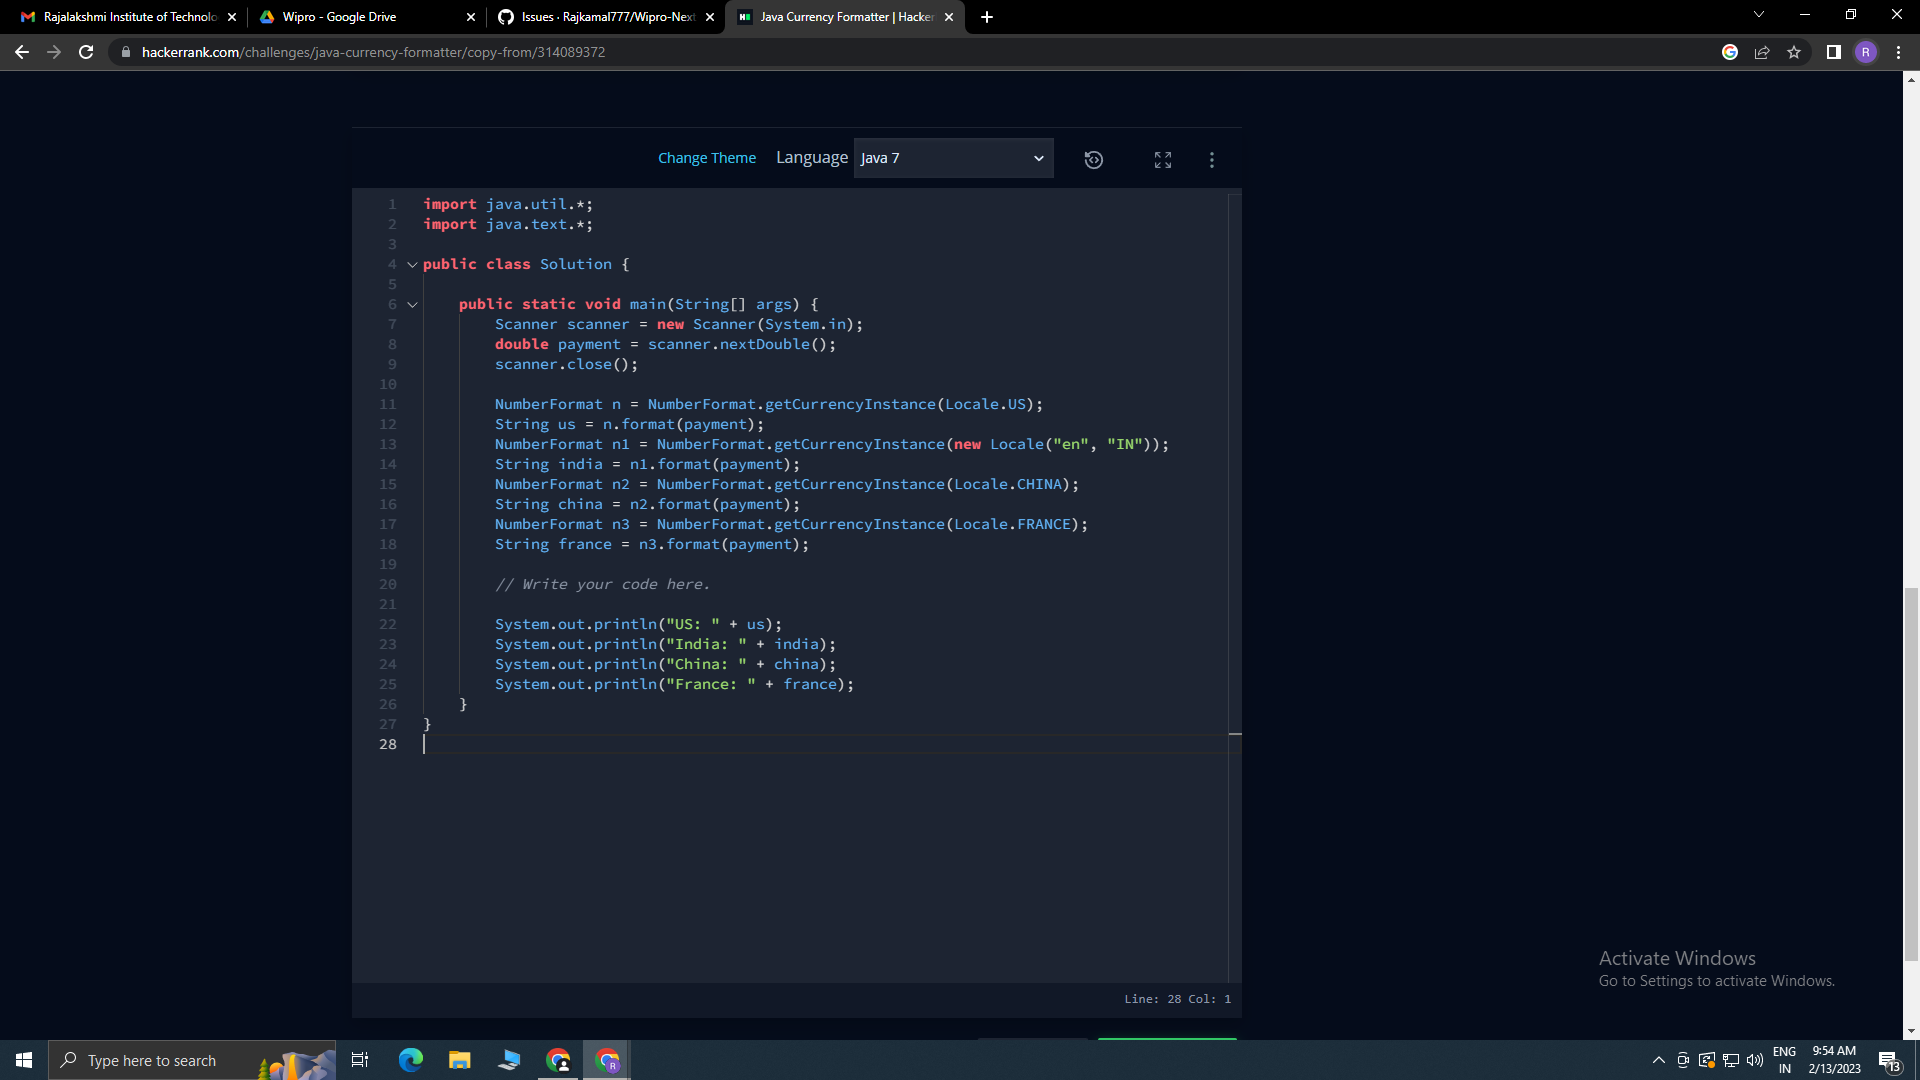 Rajalakshmi Institute of Technolo
Wipro - Google Drive
Issues · Rajkamal777/Wipro-Nex
Java Currency Formatter | Hacker
hackerrank.com/challenges/java-currency-formatter/copy-from/314089372
R
Change Theme
Language
Java 7
1 import java.util.*;
2 import java.text.*;
3
4 public class Solution {
5
6     public static void main(String[] args) {
7         Scanner scanner = new Scanner(System.in);
8         double payment = scanner.nextDouble();
9         scanner.close();
10
11         NumberFormat n = NumberFormat.getCurrencyInstance(Locale.US);
12         String us = n.format(payment);
13         NumberFormat n1 = NumberFormat.getCurrencyInstance(new Locale("en", "IN"));
14         String india = n1.format(payment);
15         NumberFormat n2 = NumberFormat.getCurrencyInstance(Locale.CHINA);
16         String china = n2.format(payment);
17         NumberFormat n3 = NumberFormat.getCurrencyInstance(Locale.FRANCE);
18         String france = n3.format(payment);
19
20         // Write your code here.
21
22         System.out.println("US: " + us);
23         System.out.println("India: " + india);
24         System.out.println("China: " + china);
25         System.out.println("France: " + france);
26     }
27 }
28
Activate Windows
Go to Settings to activate Windows.
Line: 28 Col: 1
Type here to search
R
ENG
IN
9:54 AM
2/13/2023
13